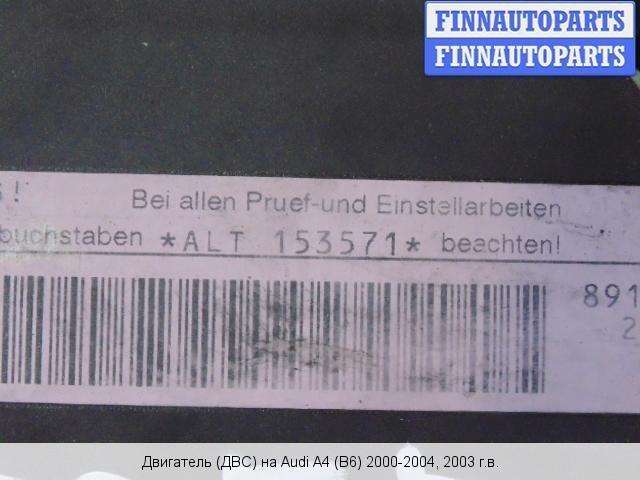 FINNAUTOPARTS
FINNAUTOPARTS
! Bei allen Pruef-und Einstellarbeiten
buchstaben *ALT 153571* beachten!
891
2
Двигатель (ДВС) на Audi A4 (B6) 2000-2004, 2003 г.в.